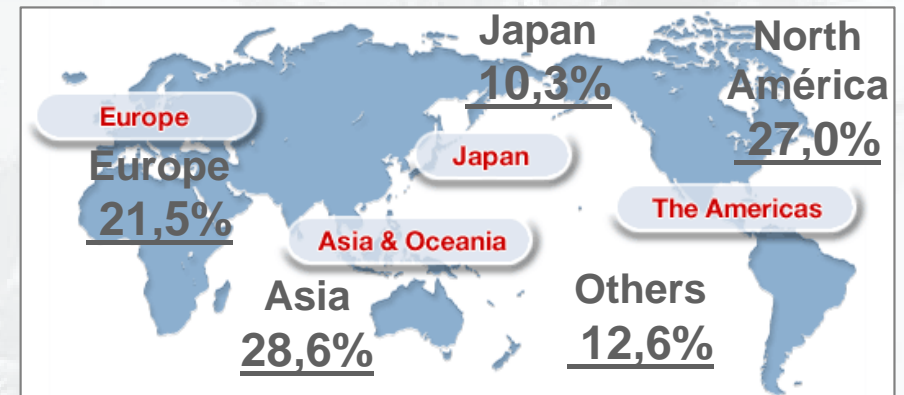 Japan
10,3%
North
América
27,0%
Europe
Europe
21,5%
Japan
The Americas
Asia & Oceania
Asia
28,6%
Others
12,6%